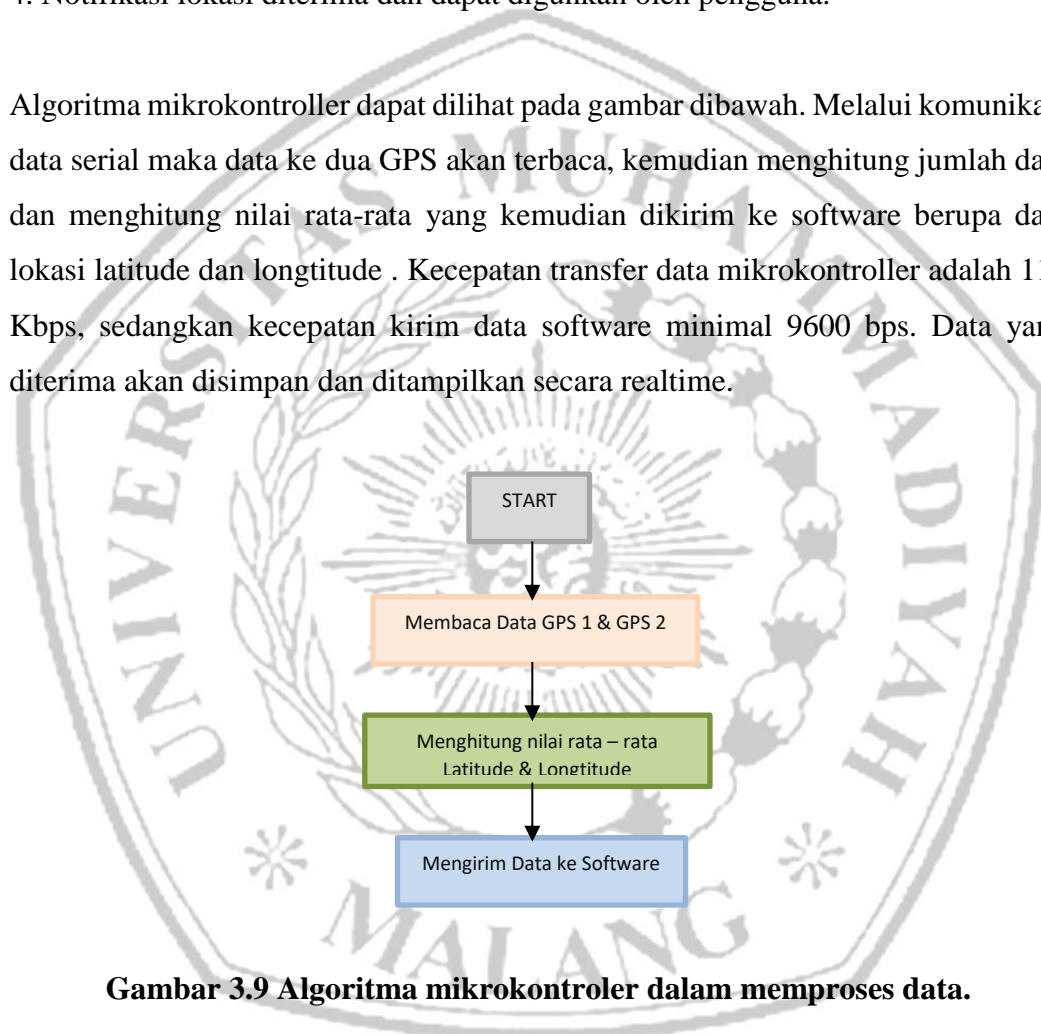 4. Notifikasi lokasi diterima dan dapat digunkan oleh pengguna.
Algoritma mikrokontroller dapat dilihat pada gambar dibawah. Melalui komunika
data serial maka data ke dua GPS akan terbaca, kemudian menghitung jumlah da
dan menghitung nilai rata-rata yang kemudian dikirim ke software berupa da
lokasi latitude dan longtitude . Kecepatan transfer data mikrokontroller adalah 11
Kbps, sedangkan kecepatan kirim data software minimal 9600 bps. Data yan
diterima akan disimpan dan ditampilkan secara realtime.
START
Membaca Data GPS 1 & GPS 2
Menghitung nilai rata – rata
Latitude & Longtitude
Mengirim Data ke Software
Gambar 3.9 Algoritma mikrokontroler dalam memproses data.
UNIVERSITAS MUHAMMADIYAH
MALANG